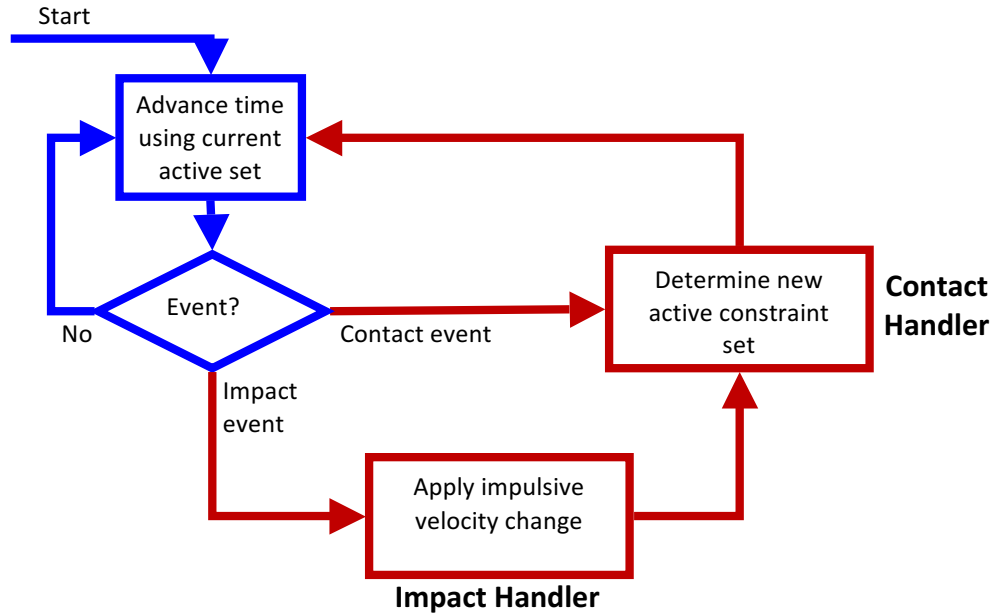 Start
Advance time
using current
active set
Event?
No
Contact event
Impact
event
Determine new
active constraint
set
Contact
Handler
Apply impulsive
velocity change
Impact Handler